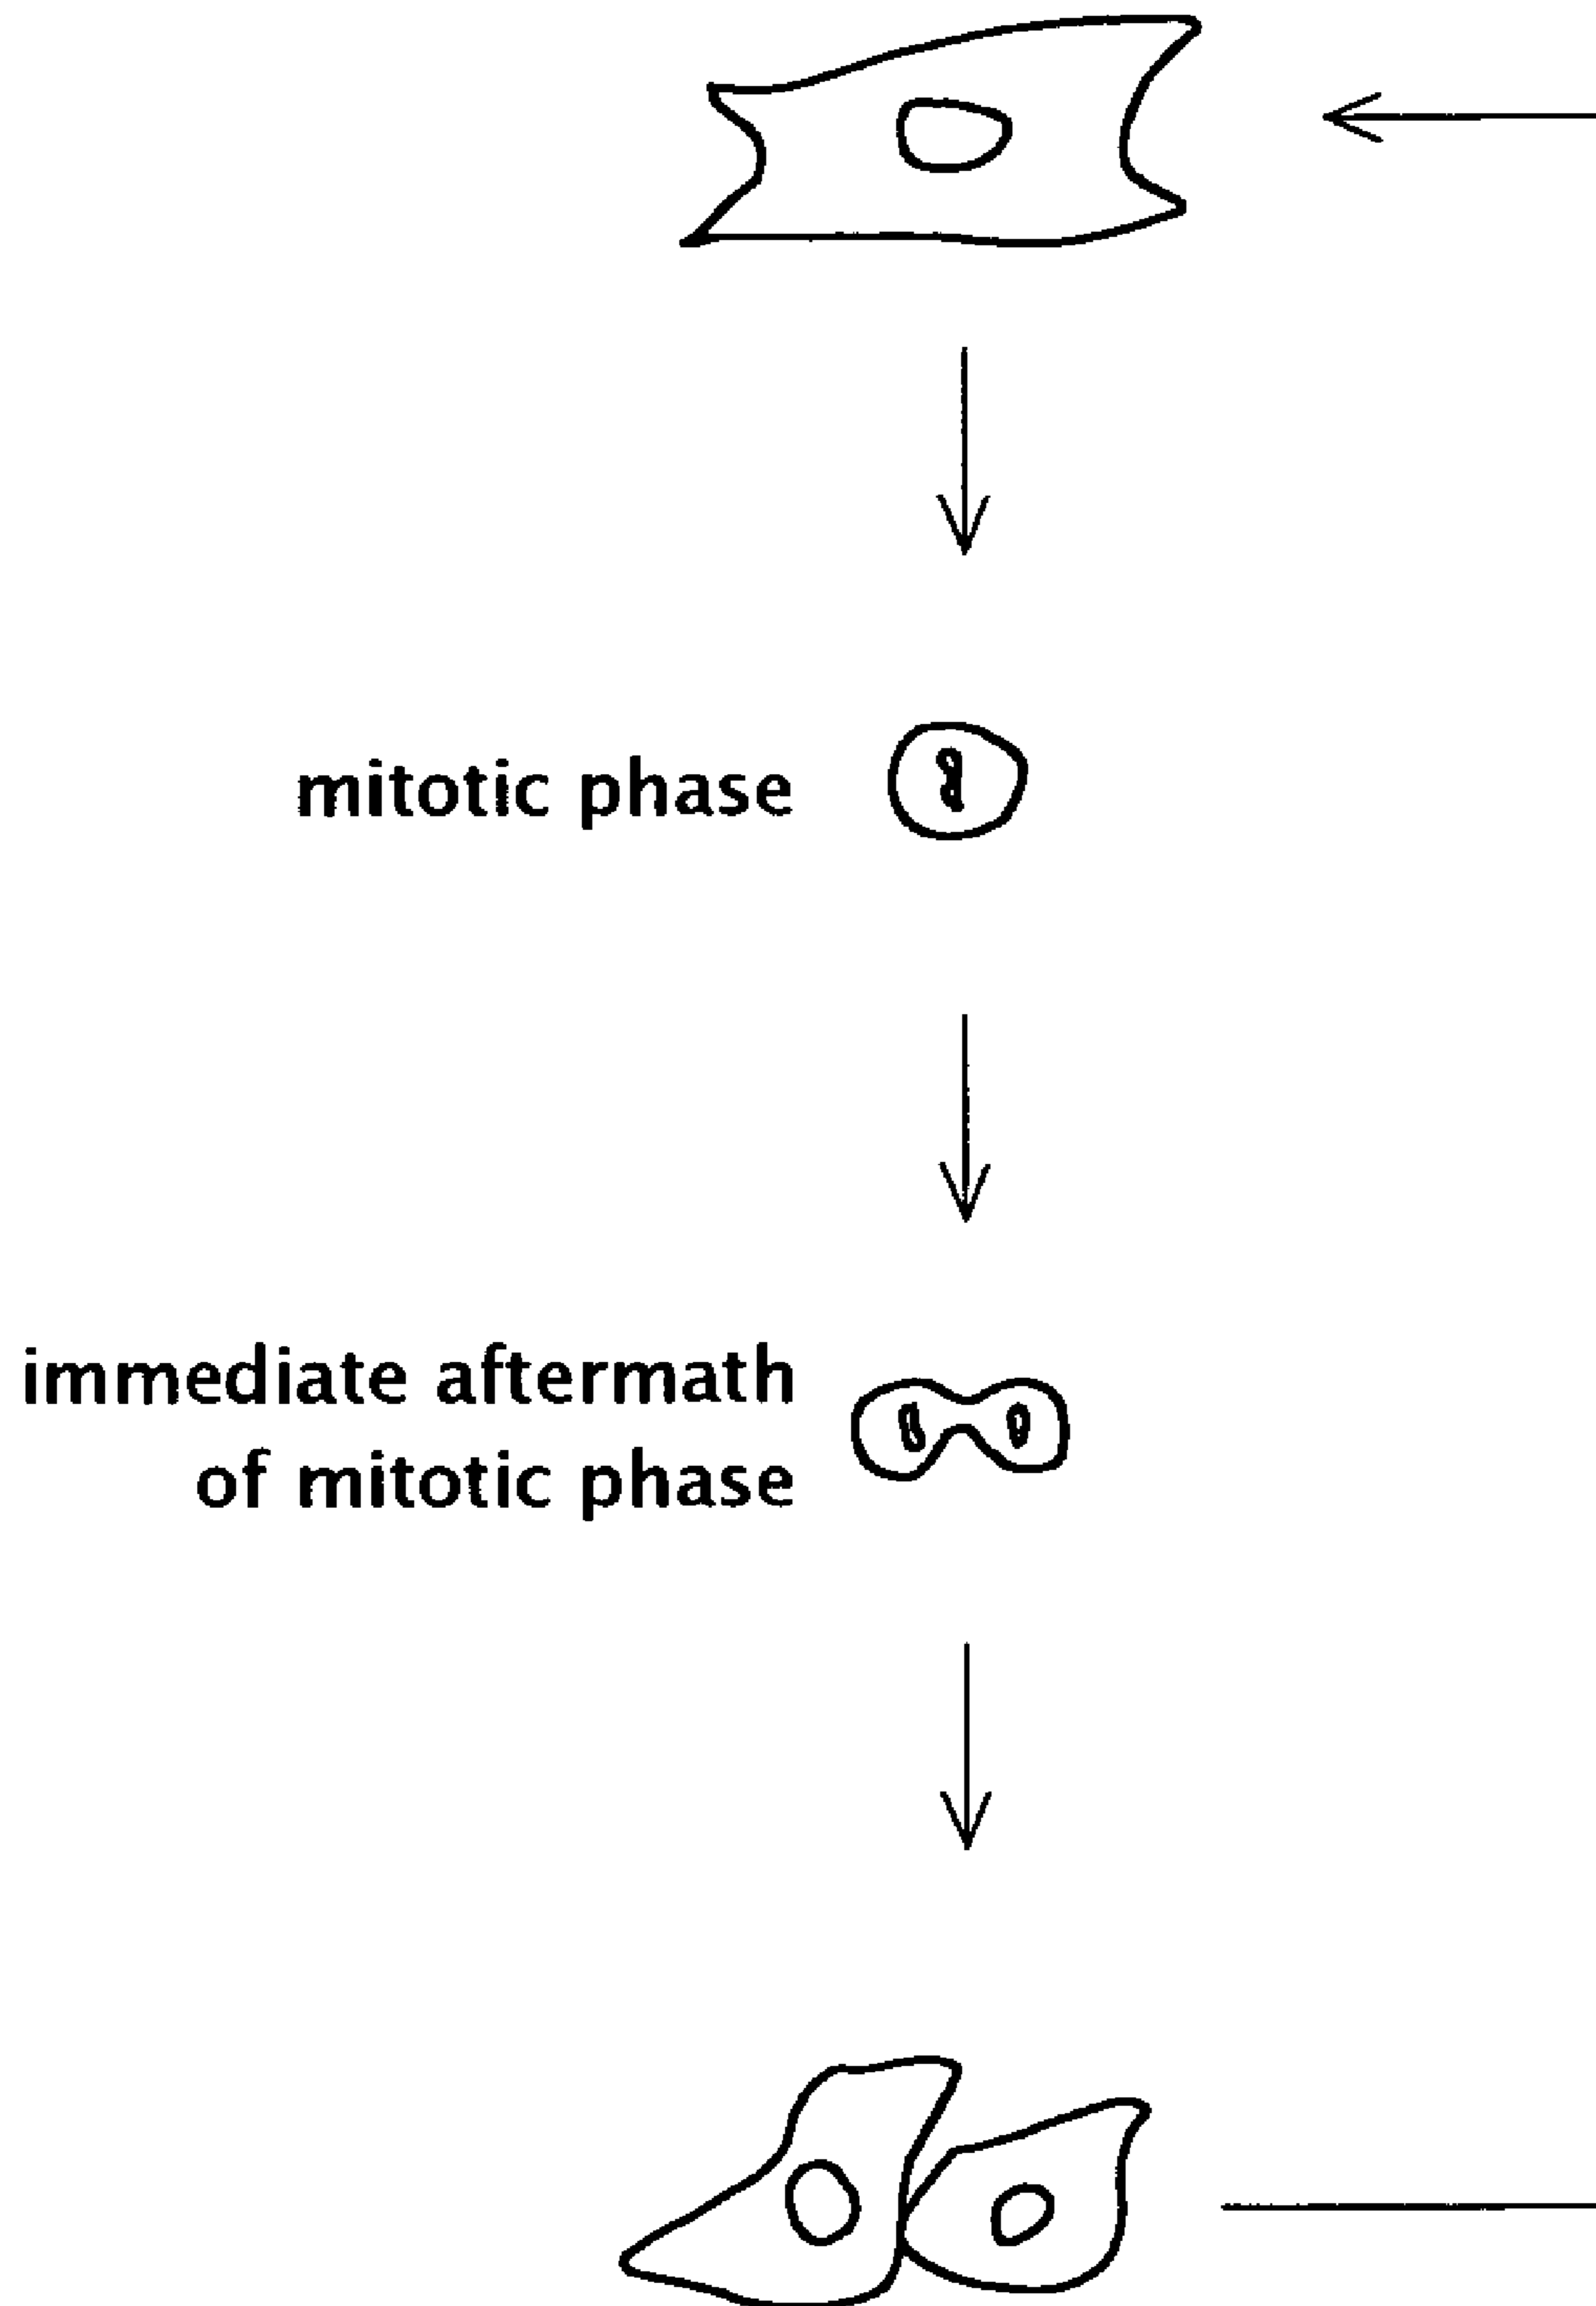 mitotic phase
immediate aftermath
of mitotic phase